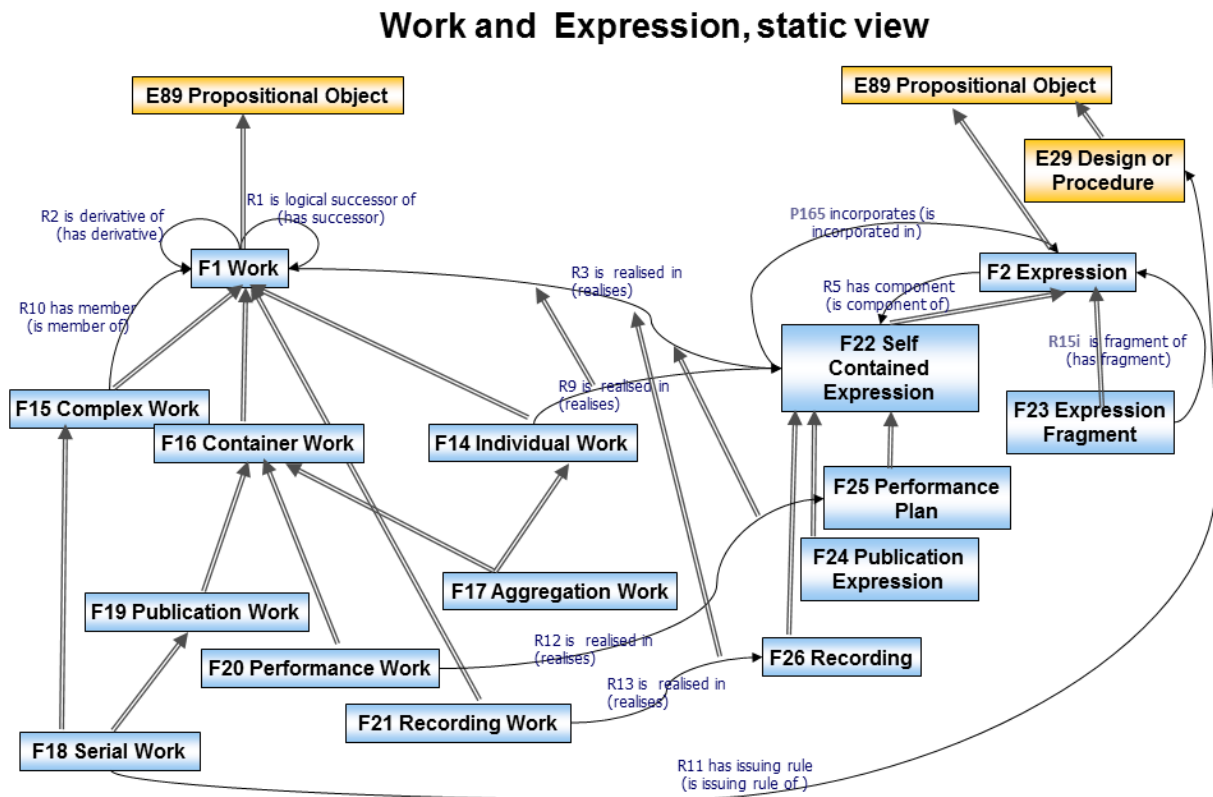 Work and  Expression, static view
E89 Propositional Object
E89 Propositional Object
E29 Design or
Procedure
R2 is derivative of
(has derivative)
R1 is logical successor of
(has successor)
P165 incorporates (is
incorporated in)
F1 Work
R3 is  realised in
(realises)
F2 Expression
R5 has component
(is component of)
R10 has member
(is member of)
F22 Self
Contained
Expression
R15i  is fragment of
(has fragment)
R9 is  realised in
(realises)
F15 Complex Work
F23 Expression
Fragment
F16 Container Work
F14 Individual Work
F25 Performance
Plan
F24 Publication
Expression
F17 Aggregation Work
F19 Publication Work
R12 is  realised in
(realises)
F26 Recording
F20 Performance Work
R13 is  realised in
(realises)
F21 Recording Work
F18 Serial Work
R11 has issuing rule
(is issuing rule of.)